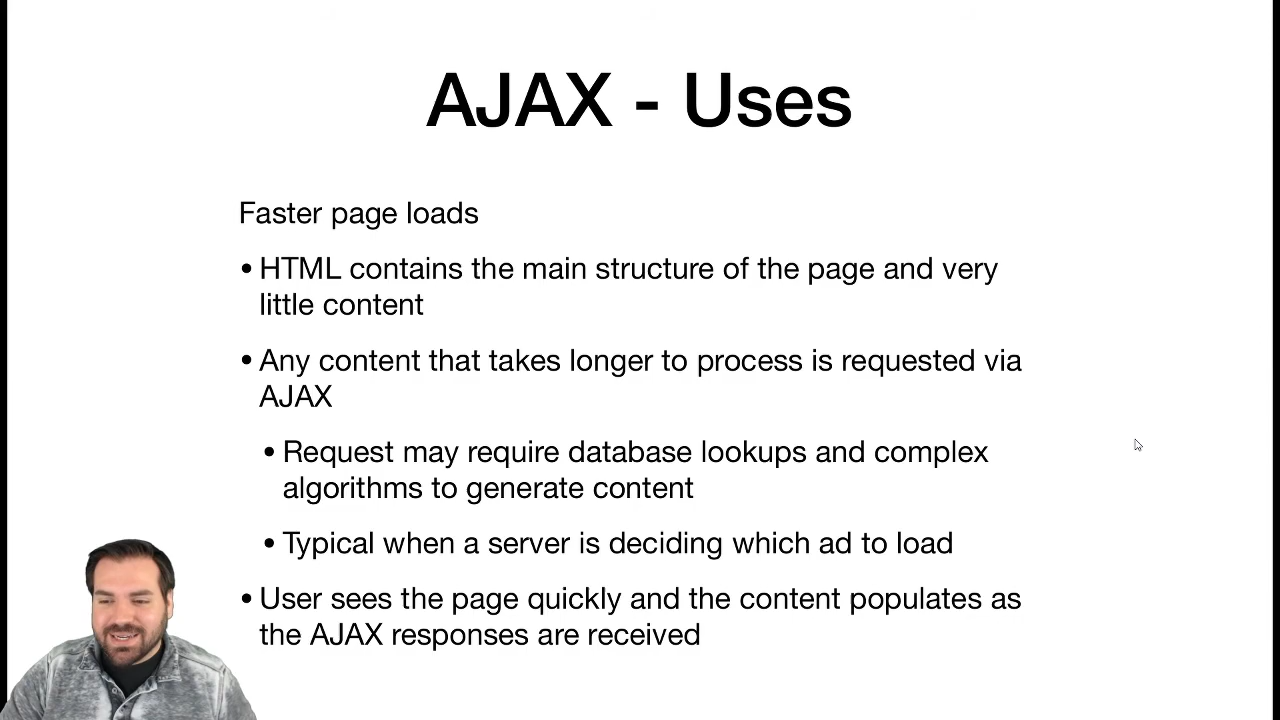 AJAX - Uses
Faster page loads
• HTML contains the main structure of the page and very
little content
• Any content that takes longer to process is requested via
AJAX
• Request may require database lookups and complex
algorithms to generate content
• Typical when a server is deciding which ad to load
• User sees the page quickly and the content populates as
the AJAX responses are received